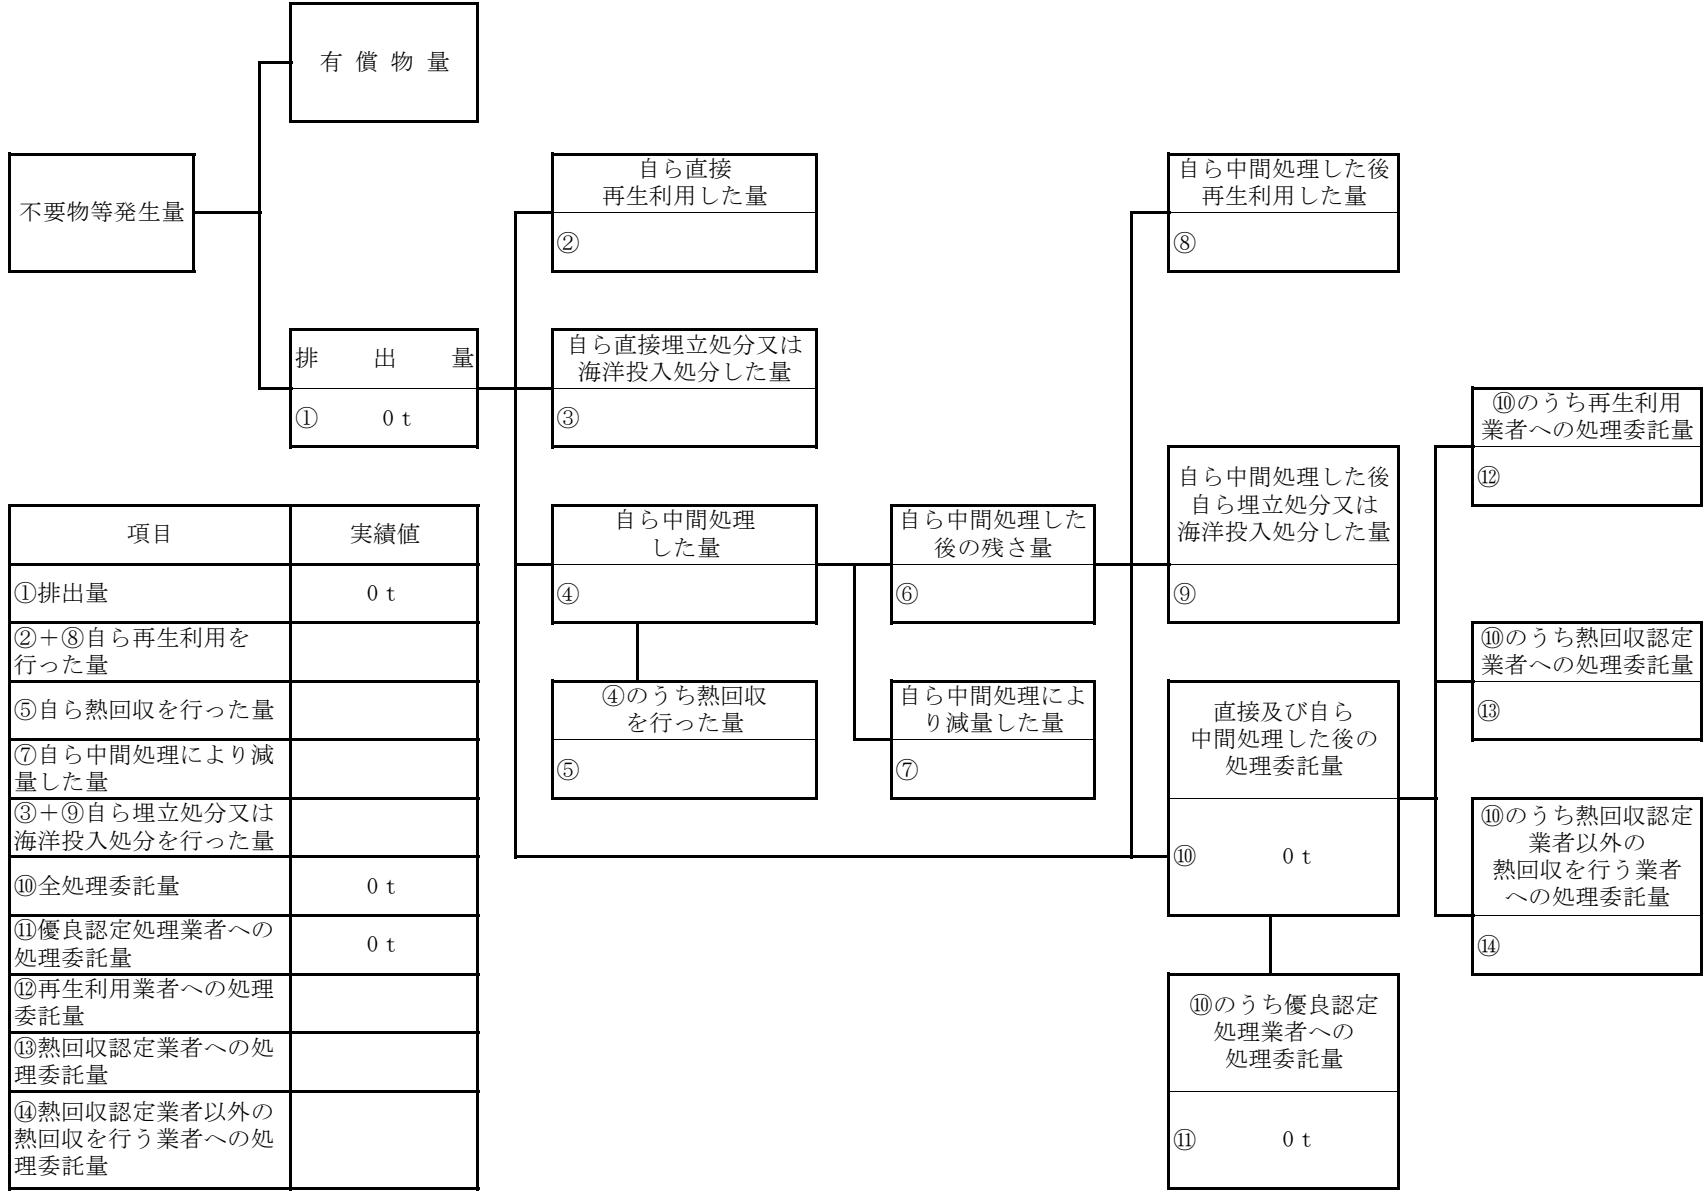 有 償 物 量
不要物等発生量
自ら直接
再生利用した量
②
自ら中間処理した後
再生利用した量
⑧
排 出 量
① 0 t
自ら直接埋立処分又は
海洋投入処分した量
③
⑩のうち再生利用
業者への処理委託量
⑫
自ら中間処理した後
自ら埋立処分又は
海洋投入処分した量
⑨
自ら中間処理
した量
④
自ら中間処理した
後の残さ量
⑥
⑩のうち熱回収認定
業者への処理委託量
⑬
④のうち熱回収
を行った量
⑤
自ら中間処理によ
り減量した量
⑦
直接及び自ら
中間処理した後の
処理委託量
⑩ 0 t
⑩のうち熱回収認定
業者以外の
熱回収を行う業者
への処理委託量
⑭
⑩のうち優良認定
処理業者への
処理委託量
⑪ 0 t
項目 実績値
①排出量 0 t
②＋⑧自ら再生利用を
行った量
⑤自ら熱回収を行った量
⑦自ら中間処理により減
量した量
③＋⑨自ら埋立処分又は
海洋投入処分を行った量
⑩全処理委託量 0 t
⑪優良認定処理業者への
処理委託量 0 t
⑫再生利用業者への処理
委託量
⑬熱回収認定業者への処
理委託量
⑭熱回収認定業者以外の
熱回収を行う業者への処
理委託量